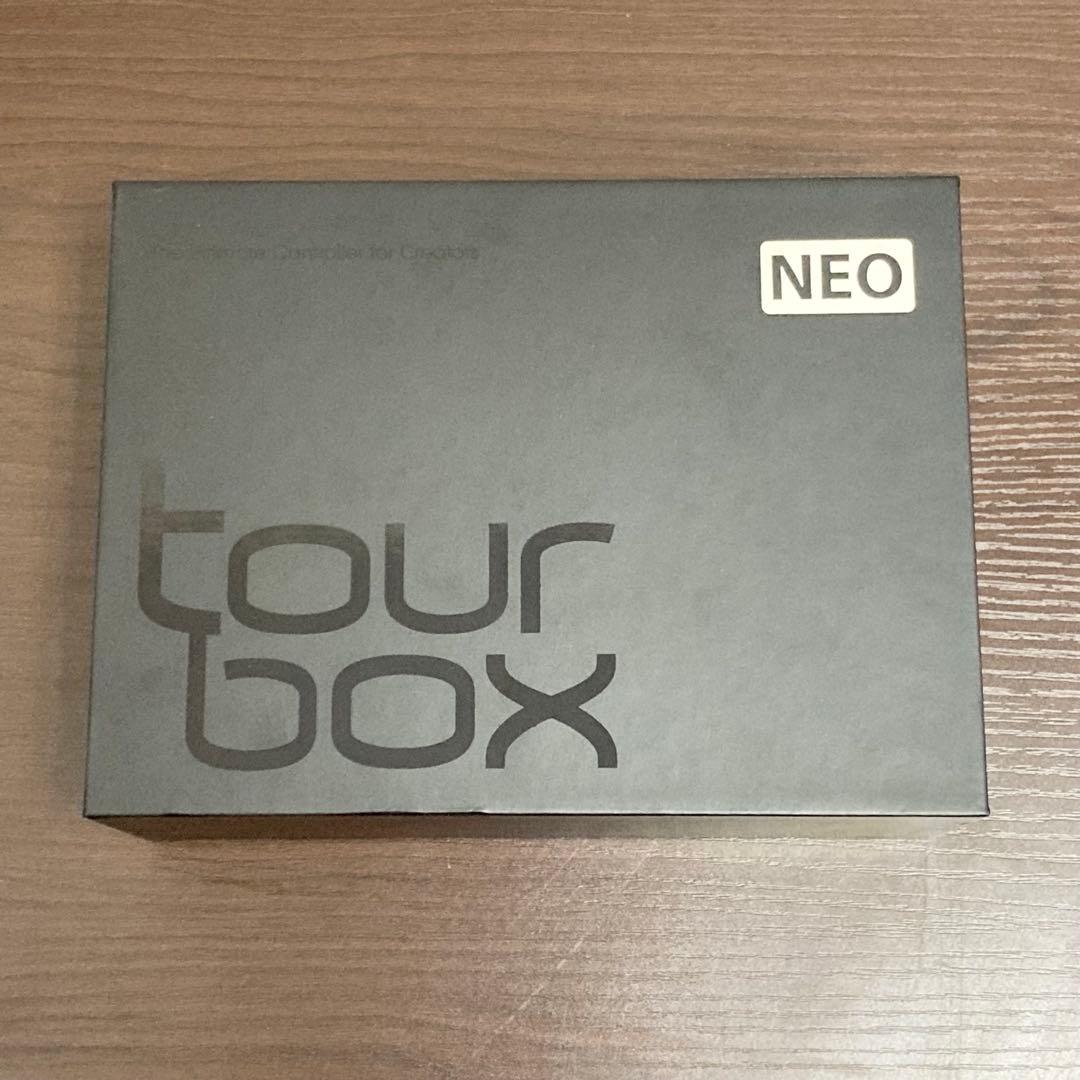 The Ultimate Controller for Creators
NEO
tour
box